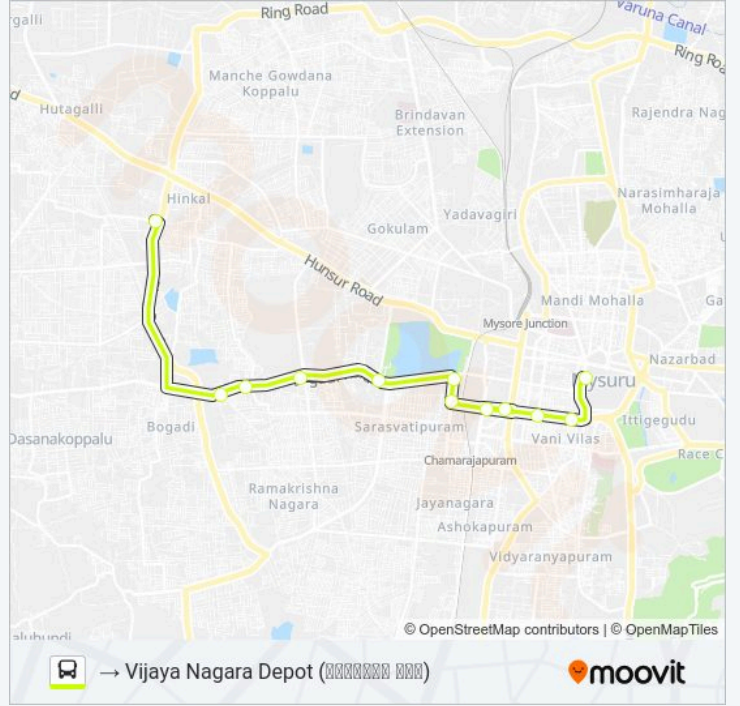 Ring Road
Varuna Canal
Ring
Manche Gowdana
Koppalu
Hutagalli
Brindavan
Extension
Rajendra
Hinkal
Narasimharaja
Mohalla
Yadavagiri
Gokulam
Hunsur Road
Mandi Mohalla
Mysore Junction
Nazarbad
Mysuru
Bogadi
Sarasvatipuram
Ittigegudu
Dasanakoppalu
Vani Vilas
Race
Chamarajapuram
Ramakrishna
Nagara
Jayanagara
Ashokapuram
Vidyaranyapuram
© OpenStreetMap contributors | © OpenMapTiles
→ Vijaya Nagara Depot
moovit